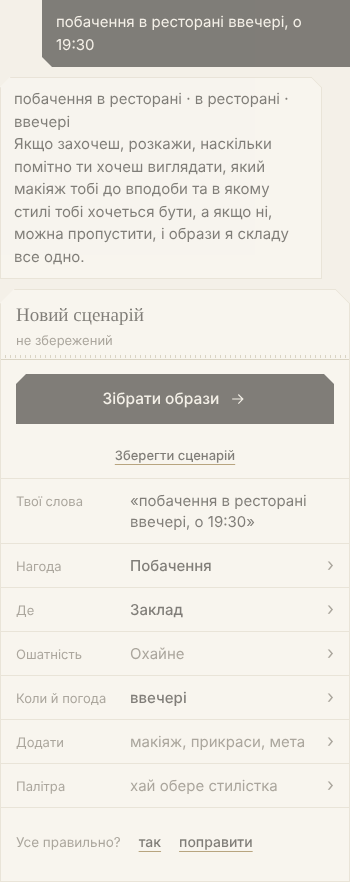 побачення в ресторані ввечері, о
19:30
побачення в ресторані · в ресторані ·
ввечері
Якщо захочеш, розкажи, наскільки
помітно ти хочеш виглядати, який
макіяж тобі до вподоби та в якому
стилі тобі хочеться бути, а якщо ні,
можна пропустити, і образи я складу
все одно.
Новий сценарій
не збережений
Зібрати образи →
Зберегти сценарій
Твої слова «побачення в ресторані
ввечері, о 19:30»
Нагода Побачення ›
Де Заклад ›
Ошатність Охайне ›
Коли й погода ввечері ›
Додати макіяж, прикраси, мета ›
Палітра хай обере стилістка ›
Усе правильно? так поправити